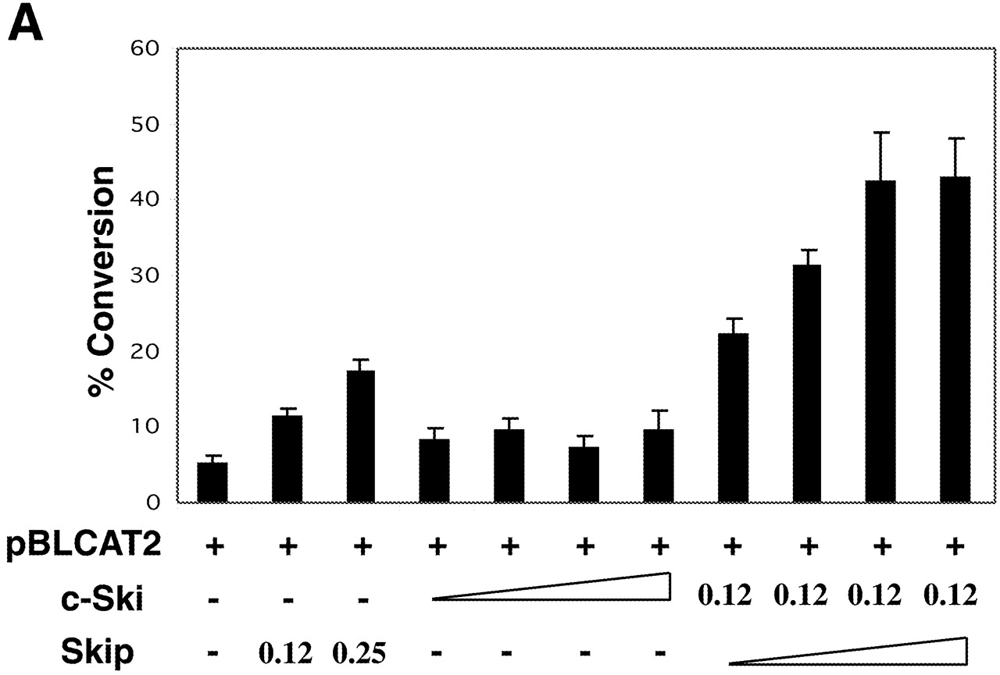 A
60
50
40
30
20
10
0
% Conversion
pBLCAT2 + + + + + + + + + + +
c-Ski - - - 0.12 0.12 0.12 0.12
Skip - 0.12 0.25 - - - -